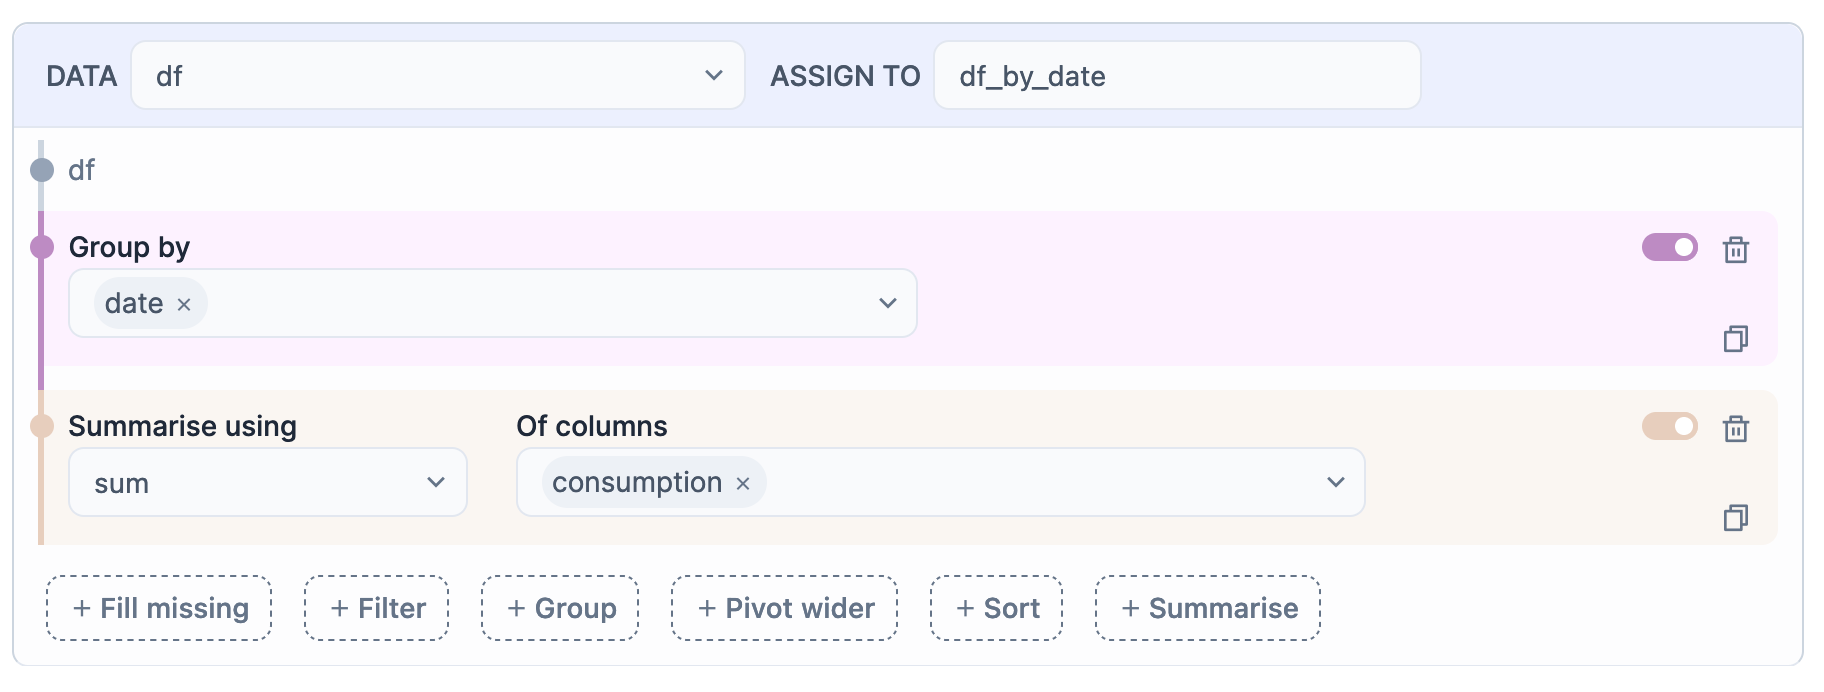 DATA df ASSIGN TO df_by_date
df
Group by
date ×
Summarise using Of columns
sum consumption ×
+ Fill missing + Filter + Group + Pivot wider + Sort + Summarise